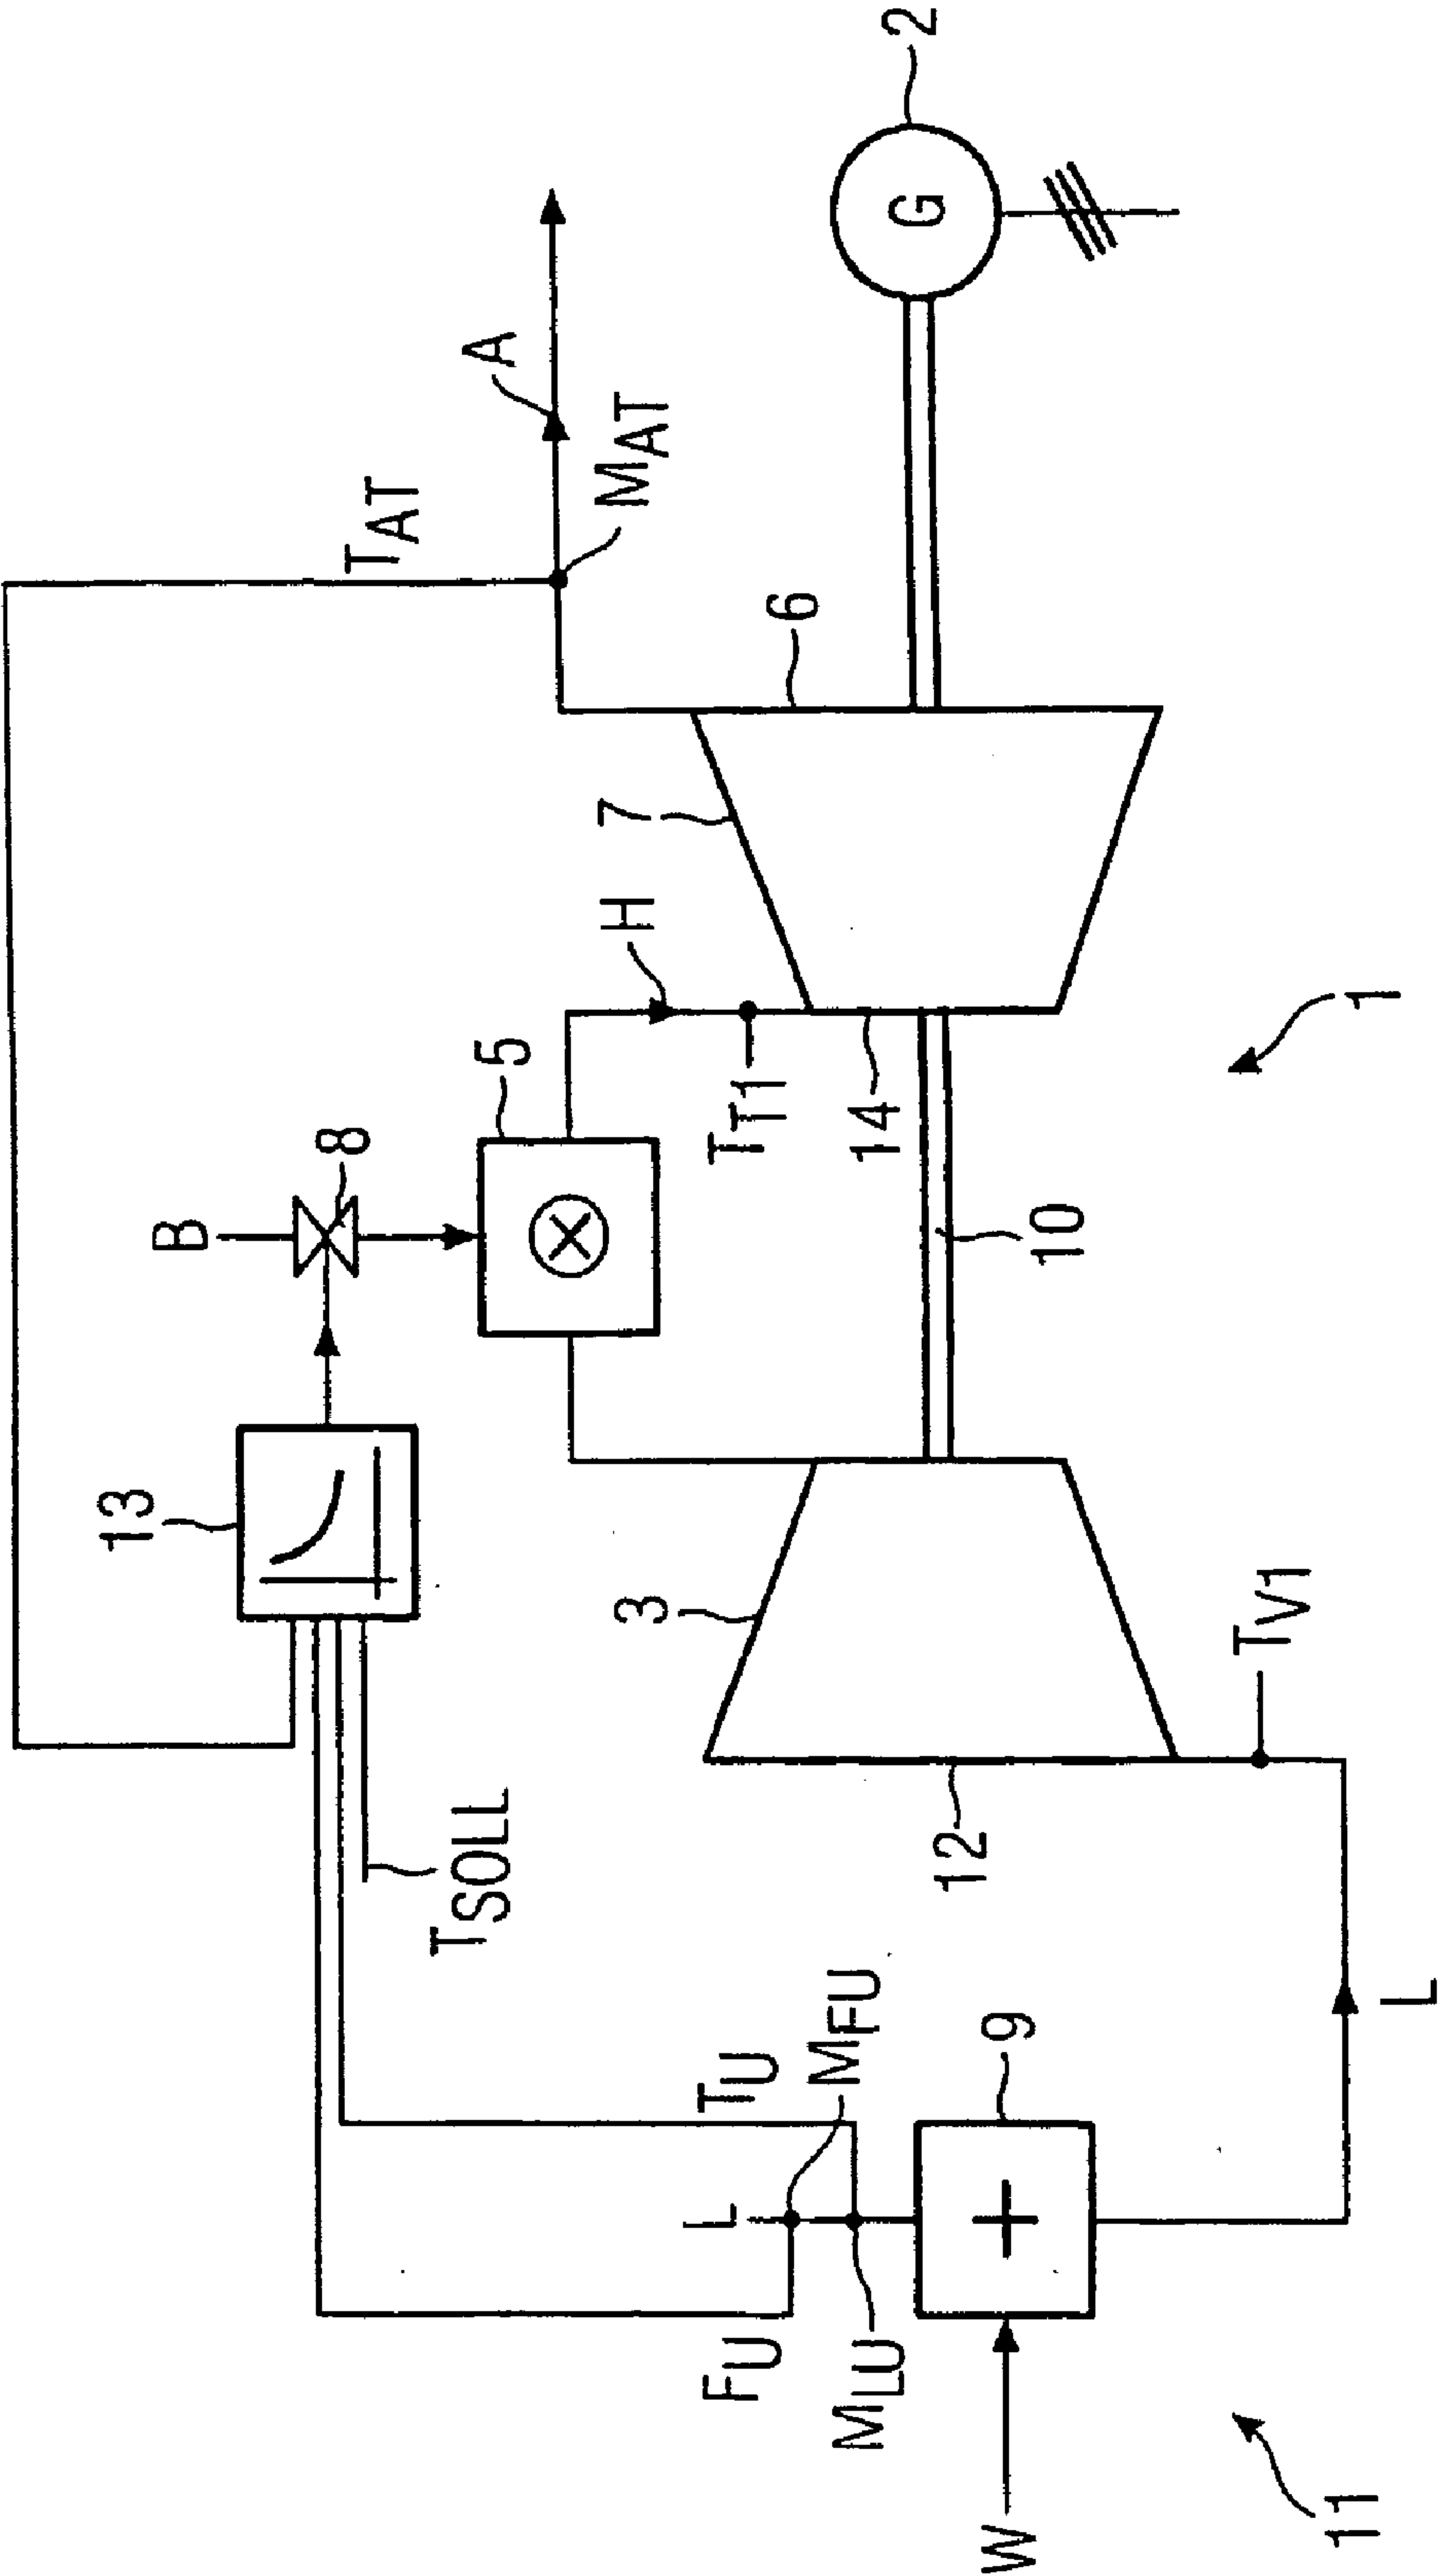 T_AT
A
M_AT
2
G
6
7
H
5
B
8
T_T1
14
10
1
13
3
T_SOLL
12
T_V1
T_U
M_FU
L
9
L
F_U
M_LU
W
11